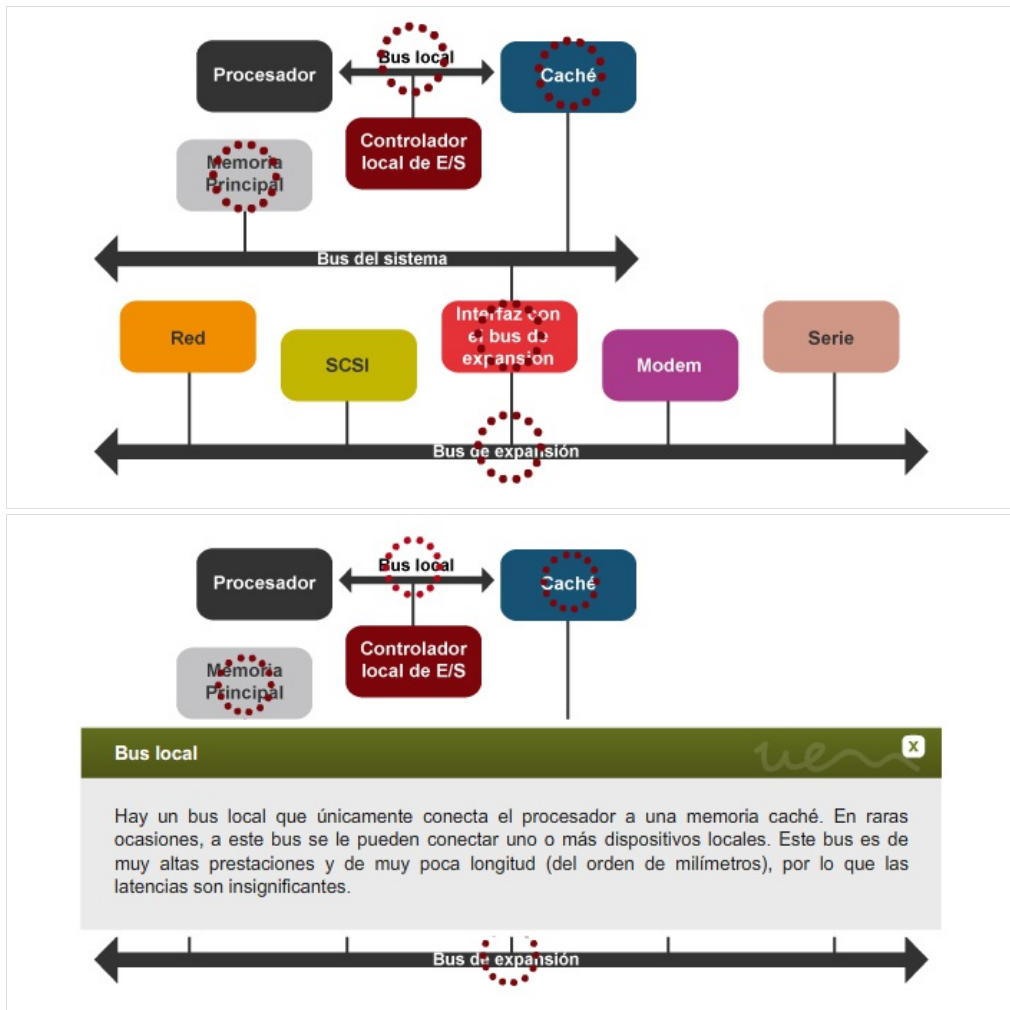 Bus local
Procesador
Caché
Controlador
local de E/S
Memoria
Principal
Bus del sistema
Red
SCSI
Interfaz con
el bus de
expansión
Modem
Serie
Bus de expansión
Bus local
Procesador
Caché
Controlador
local de E/S
Memoria
Principal
Bus local
uem
X
Hay un bus local que únicamente conecta el procesador a una memoria caché. En raras
ocasiones, a este bus se le pueden conectar uno o más dispositivos locales. Este bus es de
muy altas prestaciones y de muy poca longitud (del orden de milímetros), por lo que las
latencias son insignificantes.
Bus de expansión